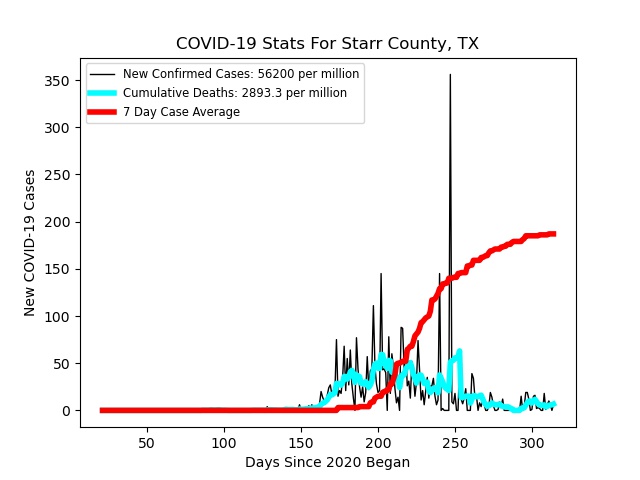 COVID-19 Stats For Starr County, TX
New Confirmed Cases: 56200 per million
Cumulative Deaths: 2893.3 per million
7 Day Case Average
New COVID-19 Cases
350
300
250
200
150
100
50
0
50 100 150 200 250 300
Days Since 2020 Began